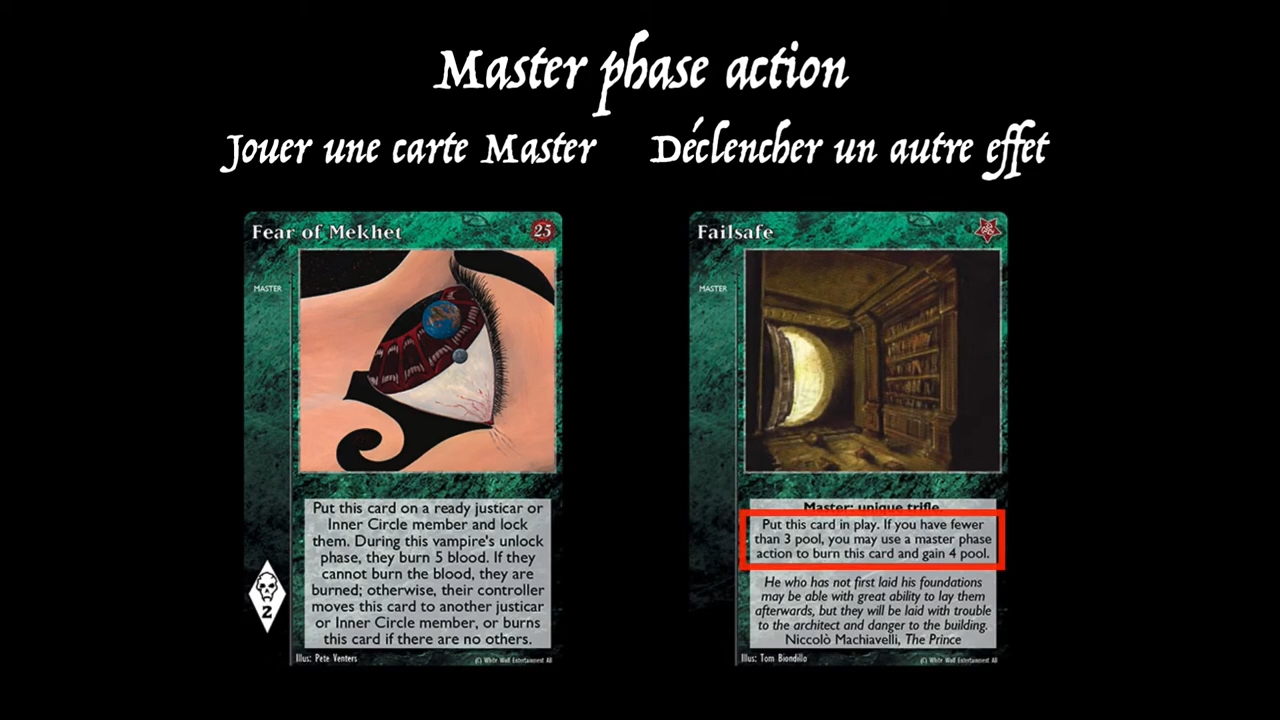 Master phase action
Jouer une carte Master
Déclencher un autre effet
Fear of Mekhet
25
MASTER
Put this card on a ready justicar or
Inner Circle member and lock
them. During this vampire's unlock
phase, they burn 5 blood. If they
cannot burn the blood, they are
burned; otherwise, their controller
moves this card to another justicar
or Inner Circle member, or burns
this card if there are no others.
2
Illus: Pete Venters
(C) White Wolf Entertainment AB
Failsafe
MASTER
Master: unique trifle.
Put this card in play. If you have fewer
than 3 pool, you may use a master phase
action to burn this card and gain 4 pool.
He who has not first laid his foundations
may be able with great ability to lay them
afterwards, but they will be laid with trouble
to the architect and danger to the building.
Niccolò Machiavelli, The Prince
Illus: Tom Biondillo
(C) White Wolf Entertainment AB